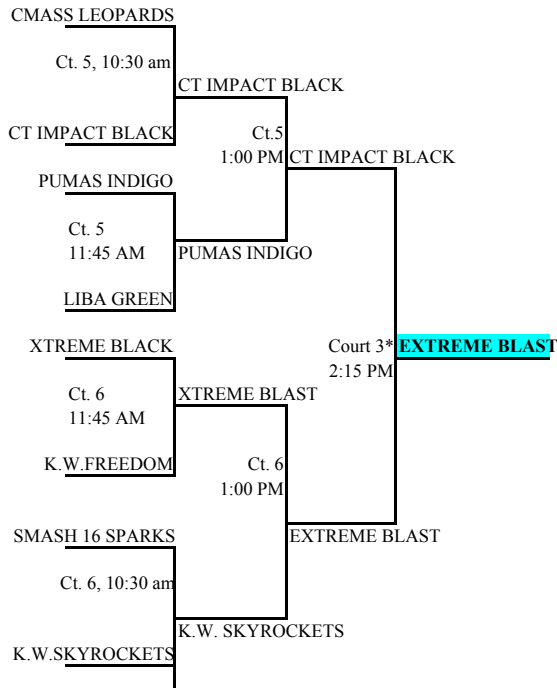 CMASS LEOPARDS
Ct. 5, 10:30 am
CT IMPACT BLACK
CT IMPACT BLACK
Ct.5
1:00 PM
CT IMPACT BLACK
PUMAS INDIGO
Ct. 5
11:45 AM
PUMAS INDIGO
LIBA GREEN
XTREME BLACK
Court 3*
EXTREME BLAST
2:15 PM
Ct. 6
11:45 AM
XTREME BLAST
K.W.FREEDOM
Ct. 6
1:00 PM
SMASH 16 SPARKS
EXTREME BLAST
Ct. 6, 10:30 am
K.W. SKYROCKETS
K.W.SKYROCKETS